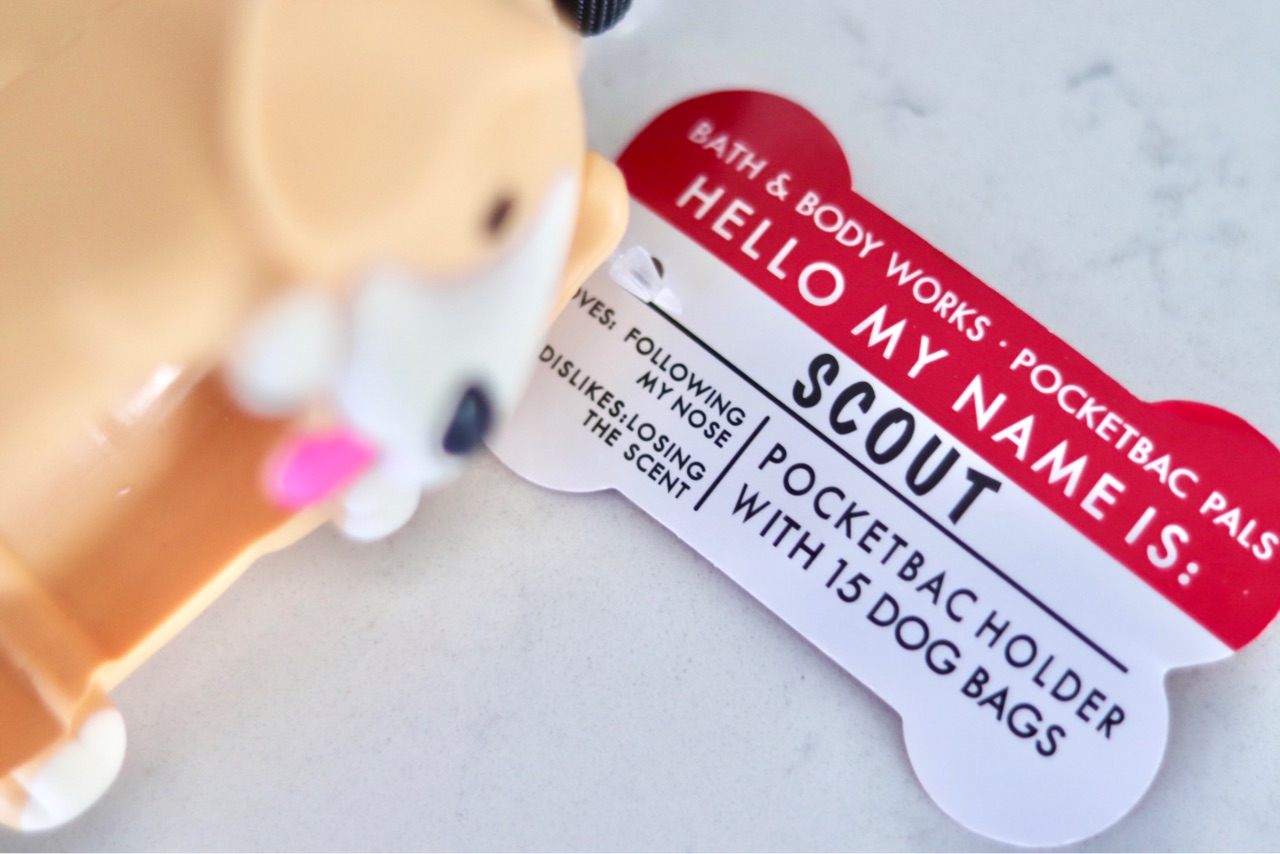 BATH & BODY WORKS · POCKETBAC PALS
HELLO MY NAME IS:
SCOUT
OVES: FOLLOWING
MY NOSE
DISLIKES: LOSING
THE SCENT
POCKETBAC HOLDER
WITH 15 DOG BAGS